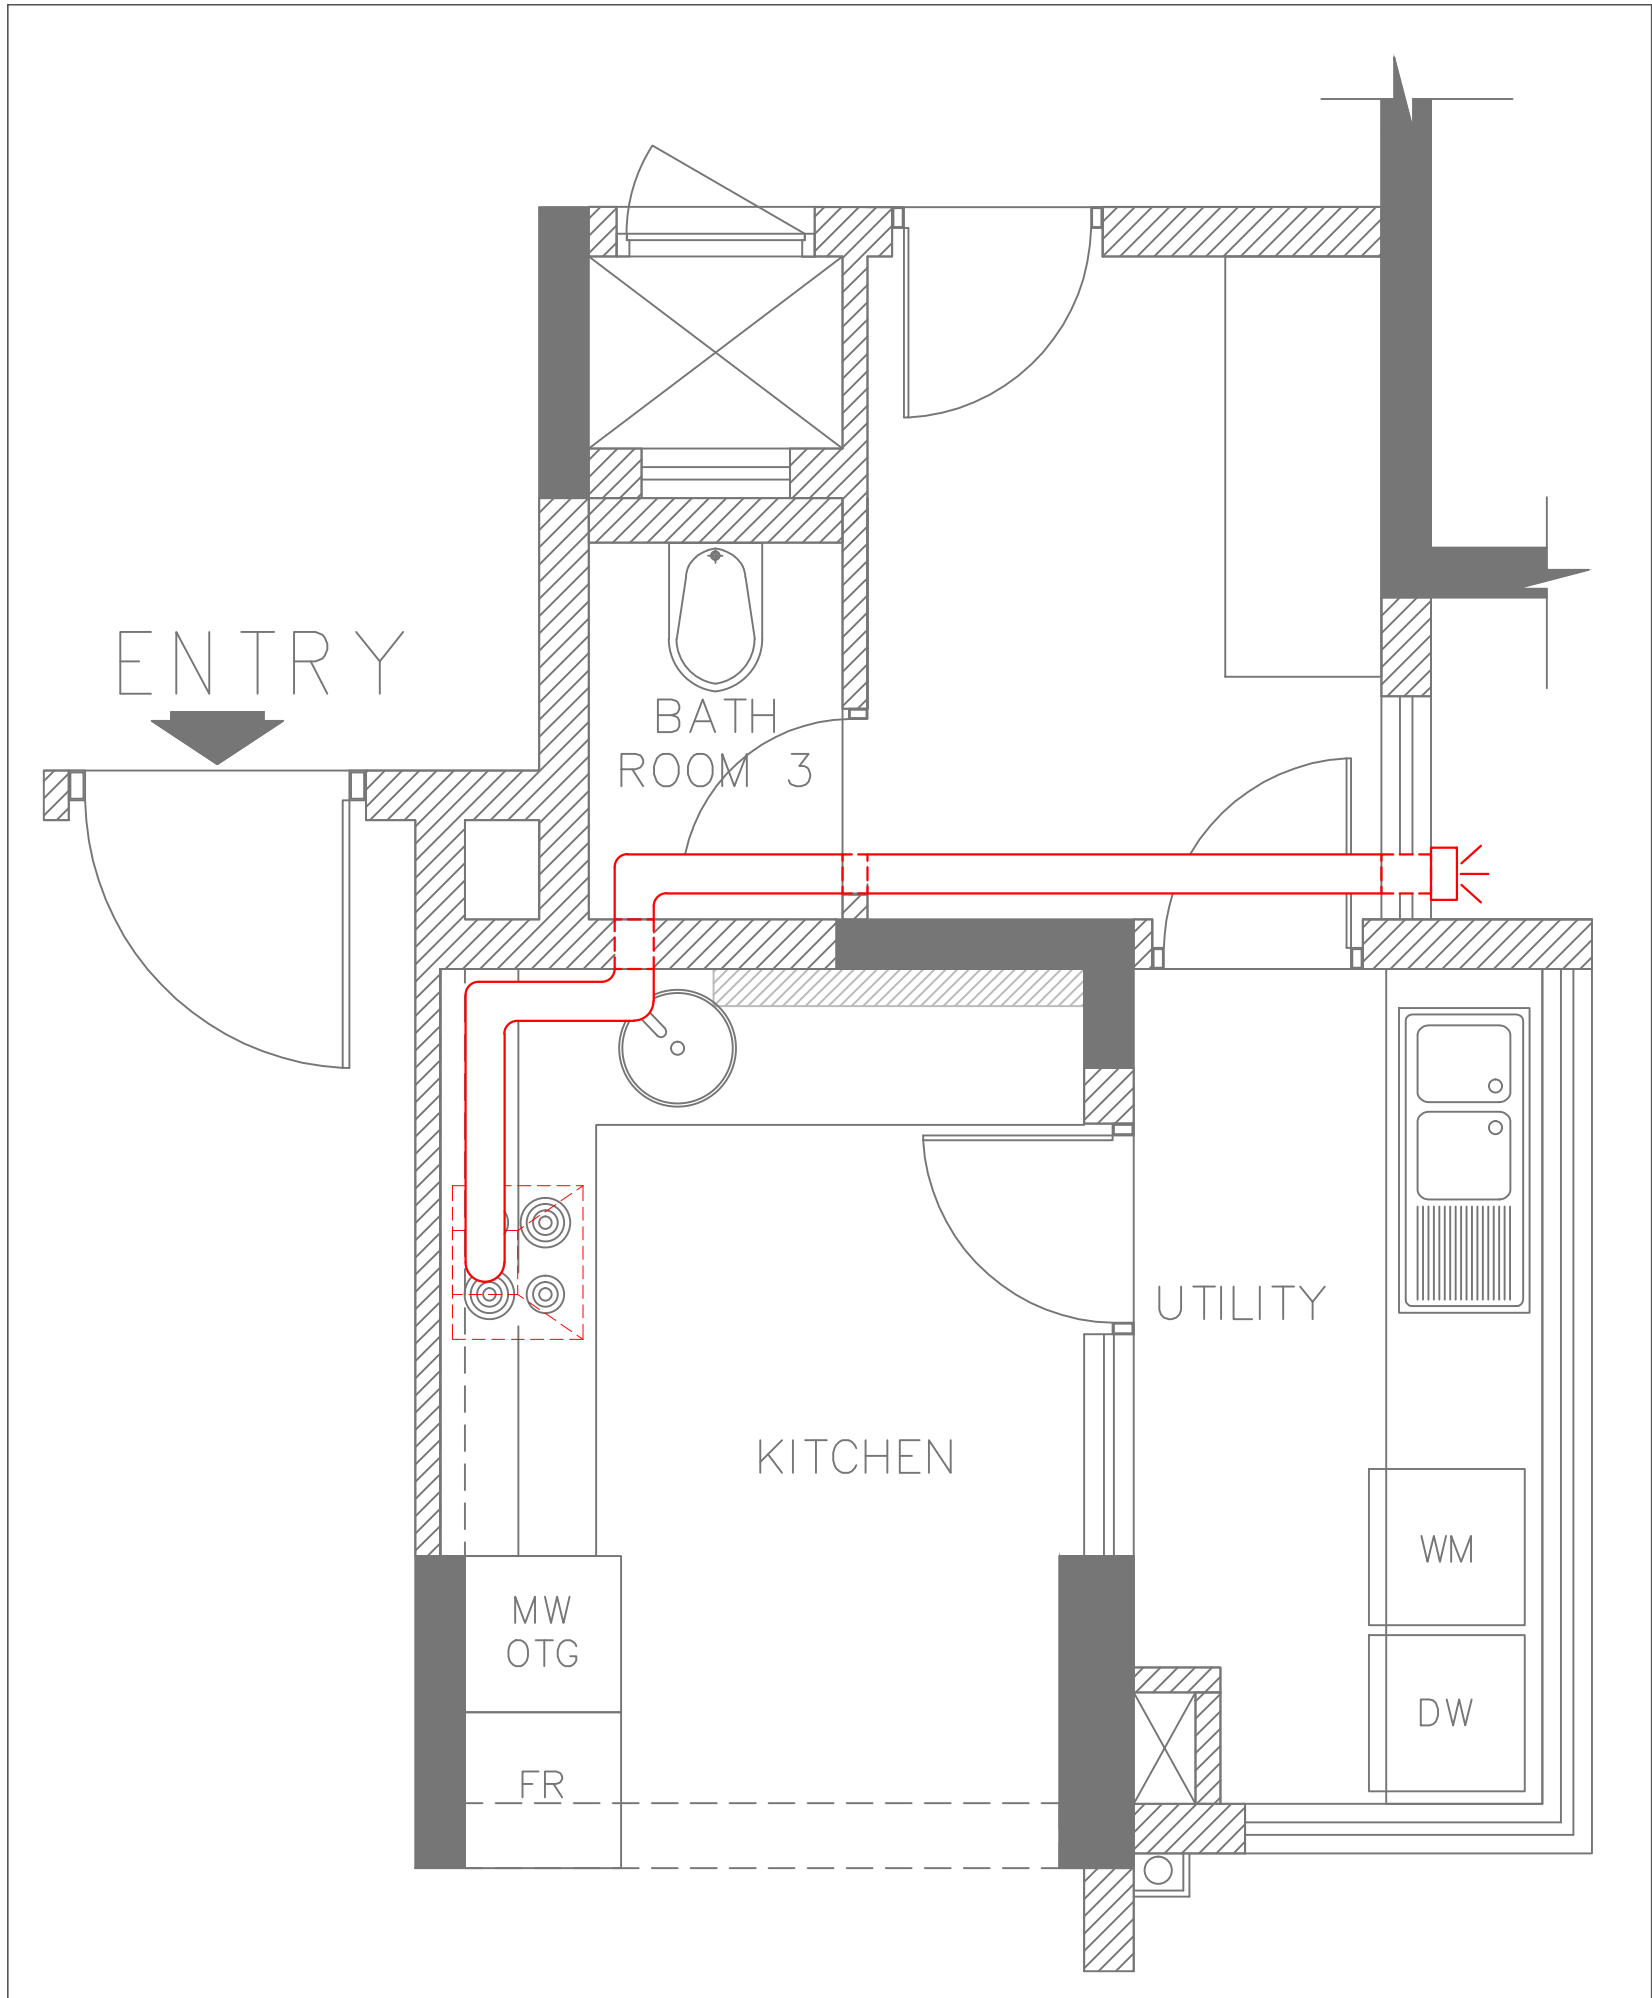 ENTRY
BATH
ROOM 3
UTILITY
KITCHEN
WM
MW
OTG
DW
FR